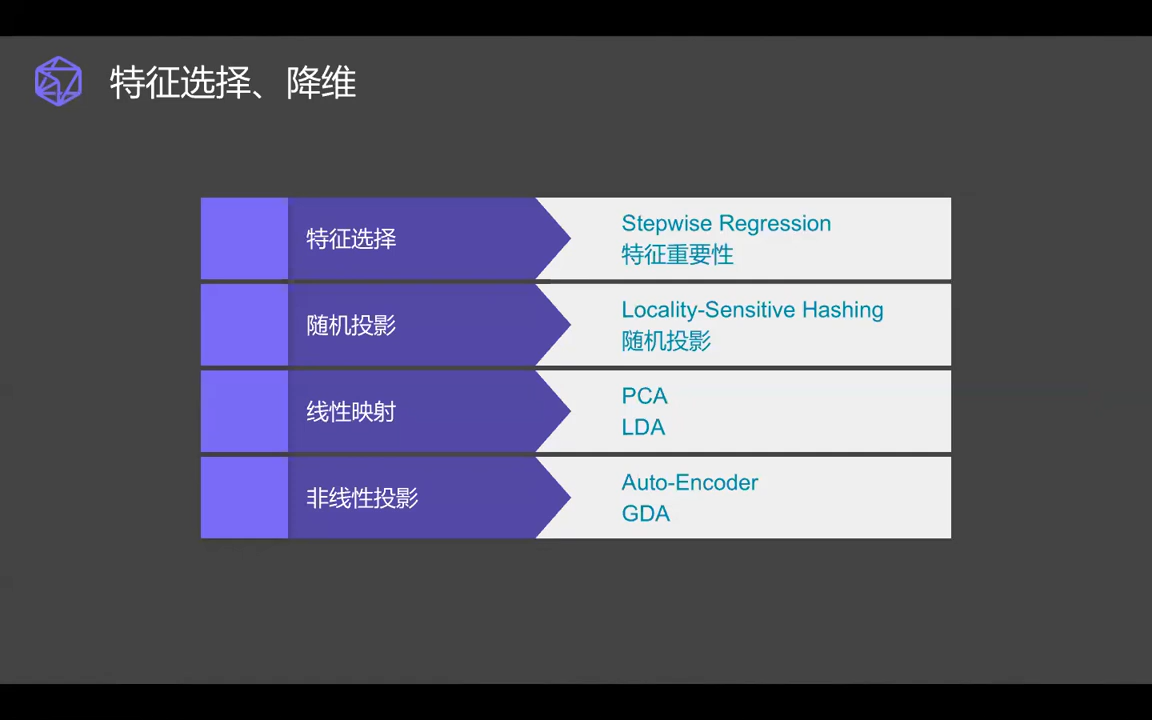 特征选择、降维
特征选择
Stepwise Regression
特征重要性
随机投影
Locality-Sensitive Hashing
随机投影
线性映射
PCA
LDA
非线性投影
Auto-Encoder
GDA